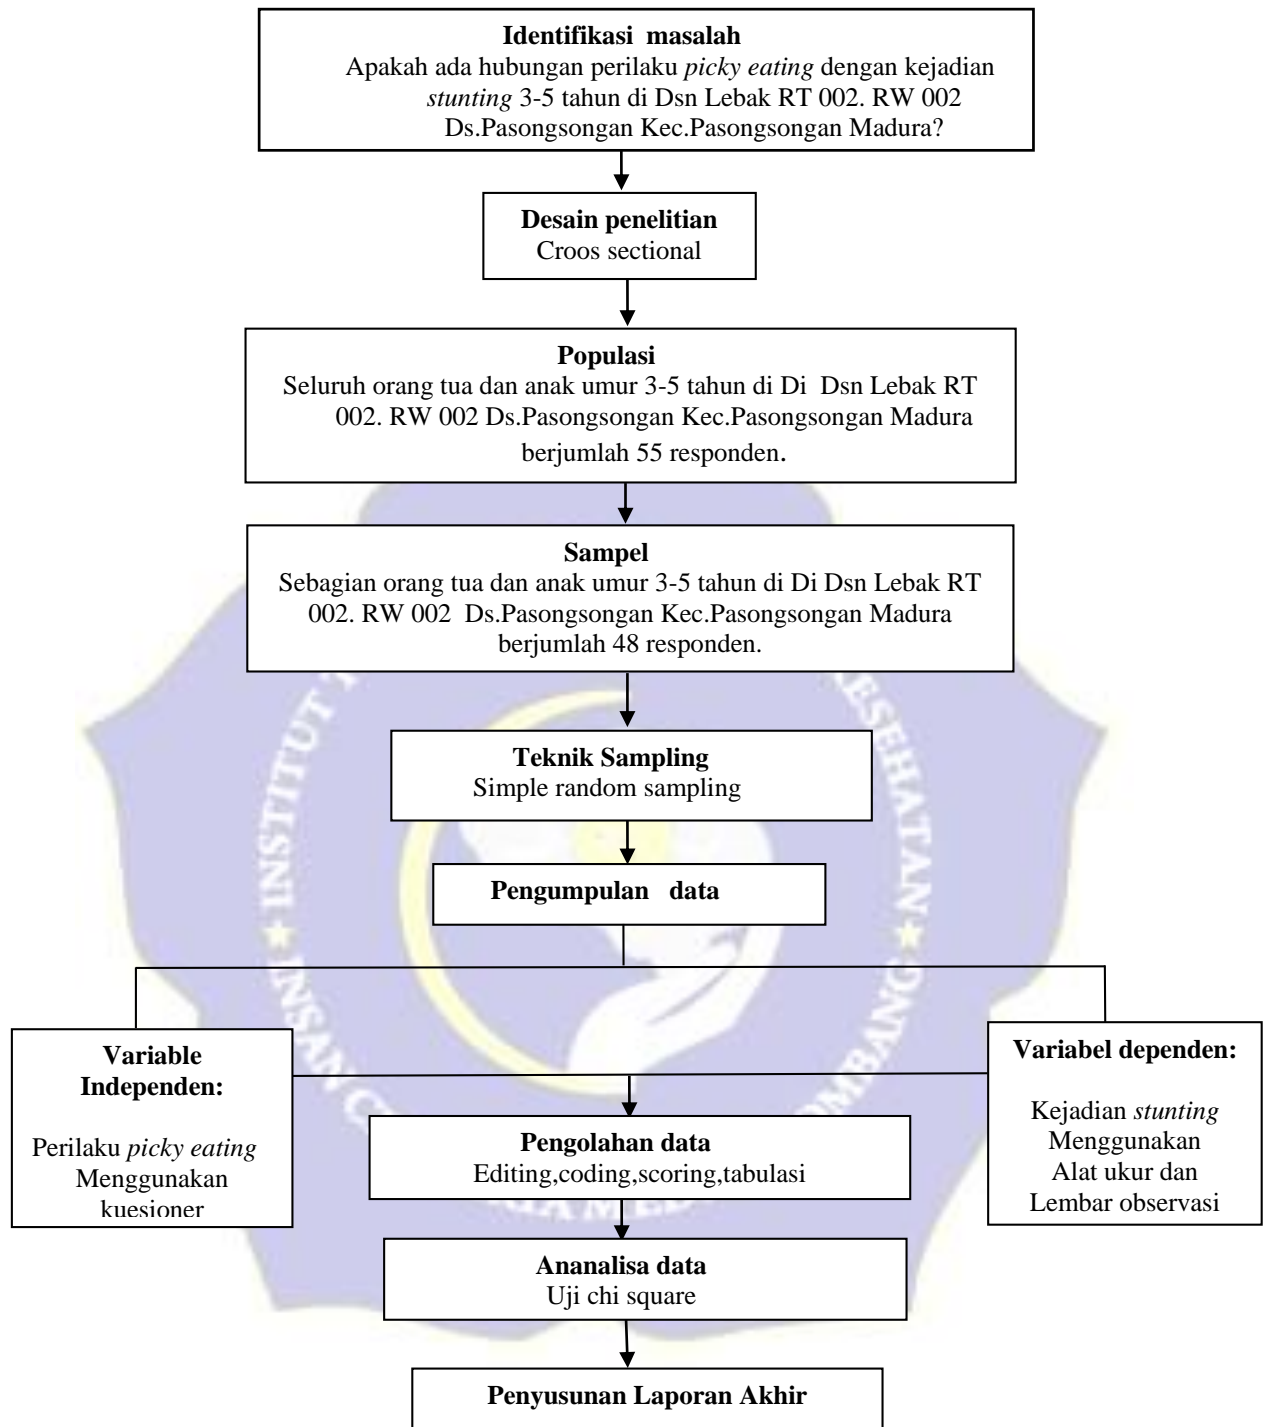 Identifikasi  masalah
Apakah ada hubungan perilaku picky eating dengan kejadian
stunting 3-5 tahun di Dsn Lebak RT 002. RW 002
Ds.Pasongsongan Kec.Pasongsongan Madura?
Desain penelitian
Croos sectional
Populasi
Seluruh orang tua dan anak umur 3-5 tahun di Di  Dsn Lebak RT
002. RW 002 Ds.Pasongsongan Kec.Pasongsongan Madura
berjumlah 55 responden.
Sampel
Sebagian orang tua dan anak umur 3-5 tahun di Di Dsn Lebak RT
002. RW 002  Ds.Pasongsongan Kec.Pasongsongan Madura
berjumlah 48 responden.
Teknik Sampling
Simple random sampling
Pengumpulan   data
Variable
Independen:
Perilaku picky eating
Menggunakan
kuesioner
Variabel dependen:
Kejadian stunting
Menggunakan
Alat ukur dan
Lembar observasi
Pengolahan data
Editing,coding,scoring,tabulasi
Ananalisa data
Uji chi square
Penyusunan Laporan Akhir
INSTITUT
INSAN